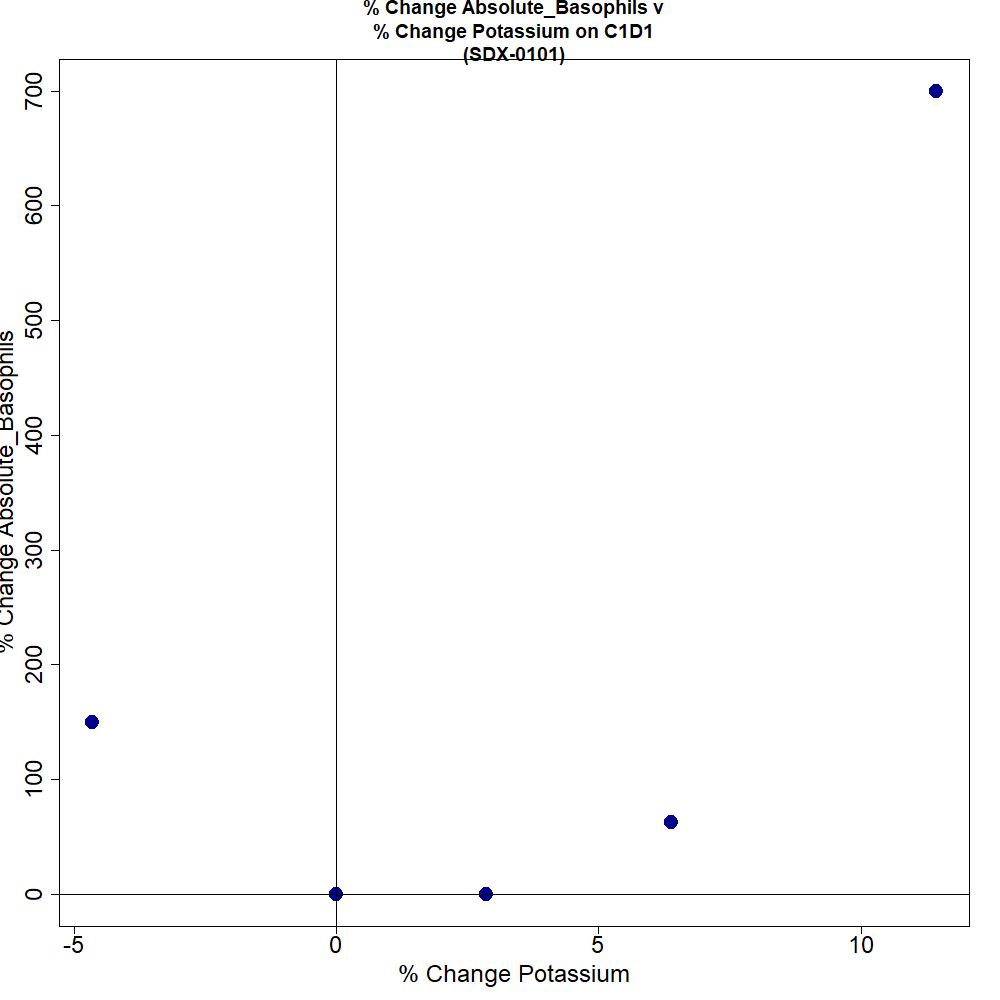 % Change Absolute_Basophils v
% Change Potassium on C1D1
(SDX-0101)
% Change Absolute_Basophils
700
600
500
400
300
200
100
0
-5
0
5
10
% Change Potassium